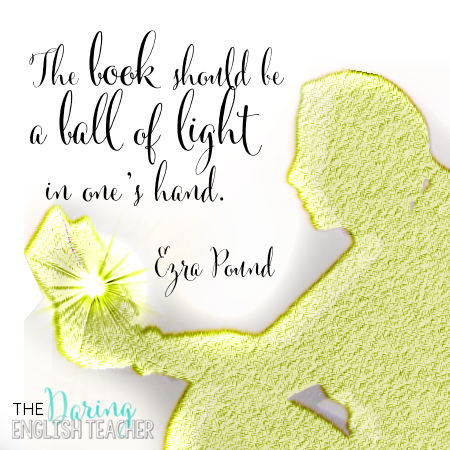 The book should be
a ball of light
in one's hand.
Ezra Pound
THE Daring
ENGLISH TEACHER